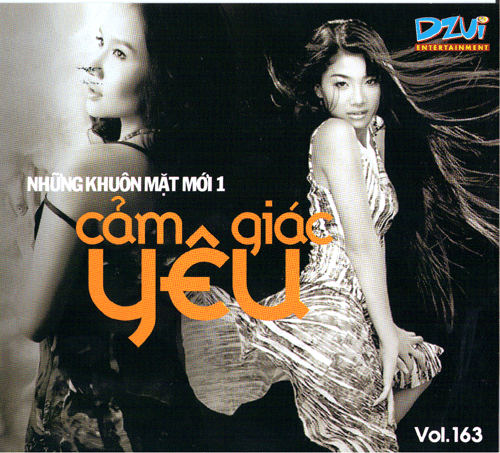 DZUi
ENTERTAINMENT
NHỮNG KHUÔN MẶT MỚI 1
cảm giác
yêu
Vol.163